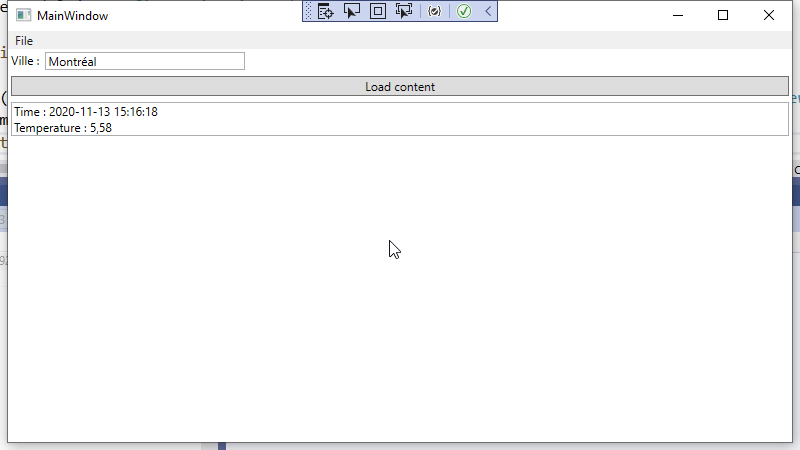 MainWindow
File
Ville : Montréal
Load content
Time : 2020-11-13 15:16:18
Temperature : 5,58